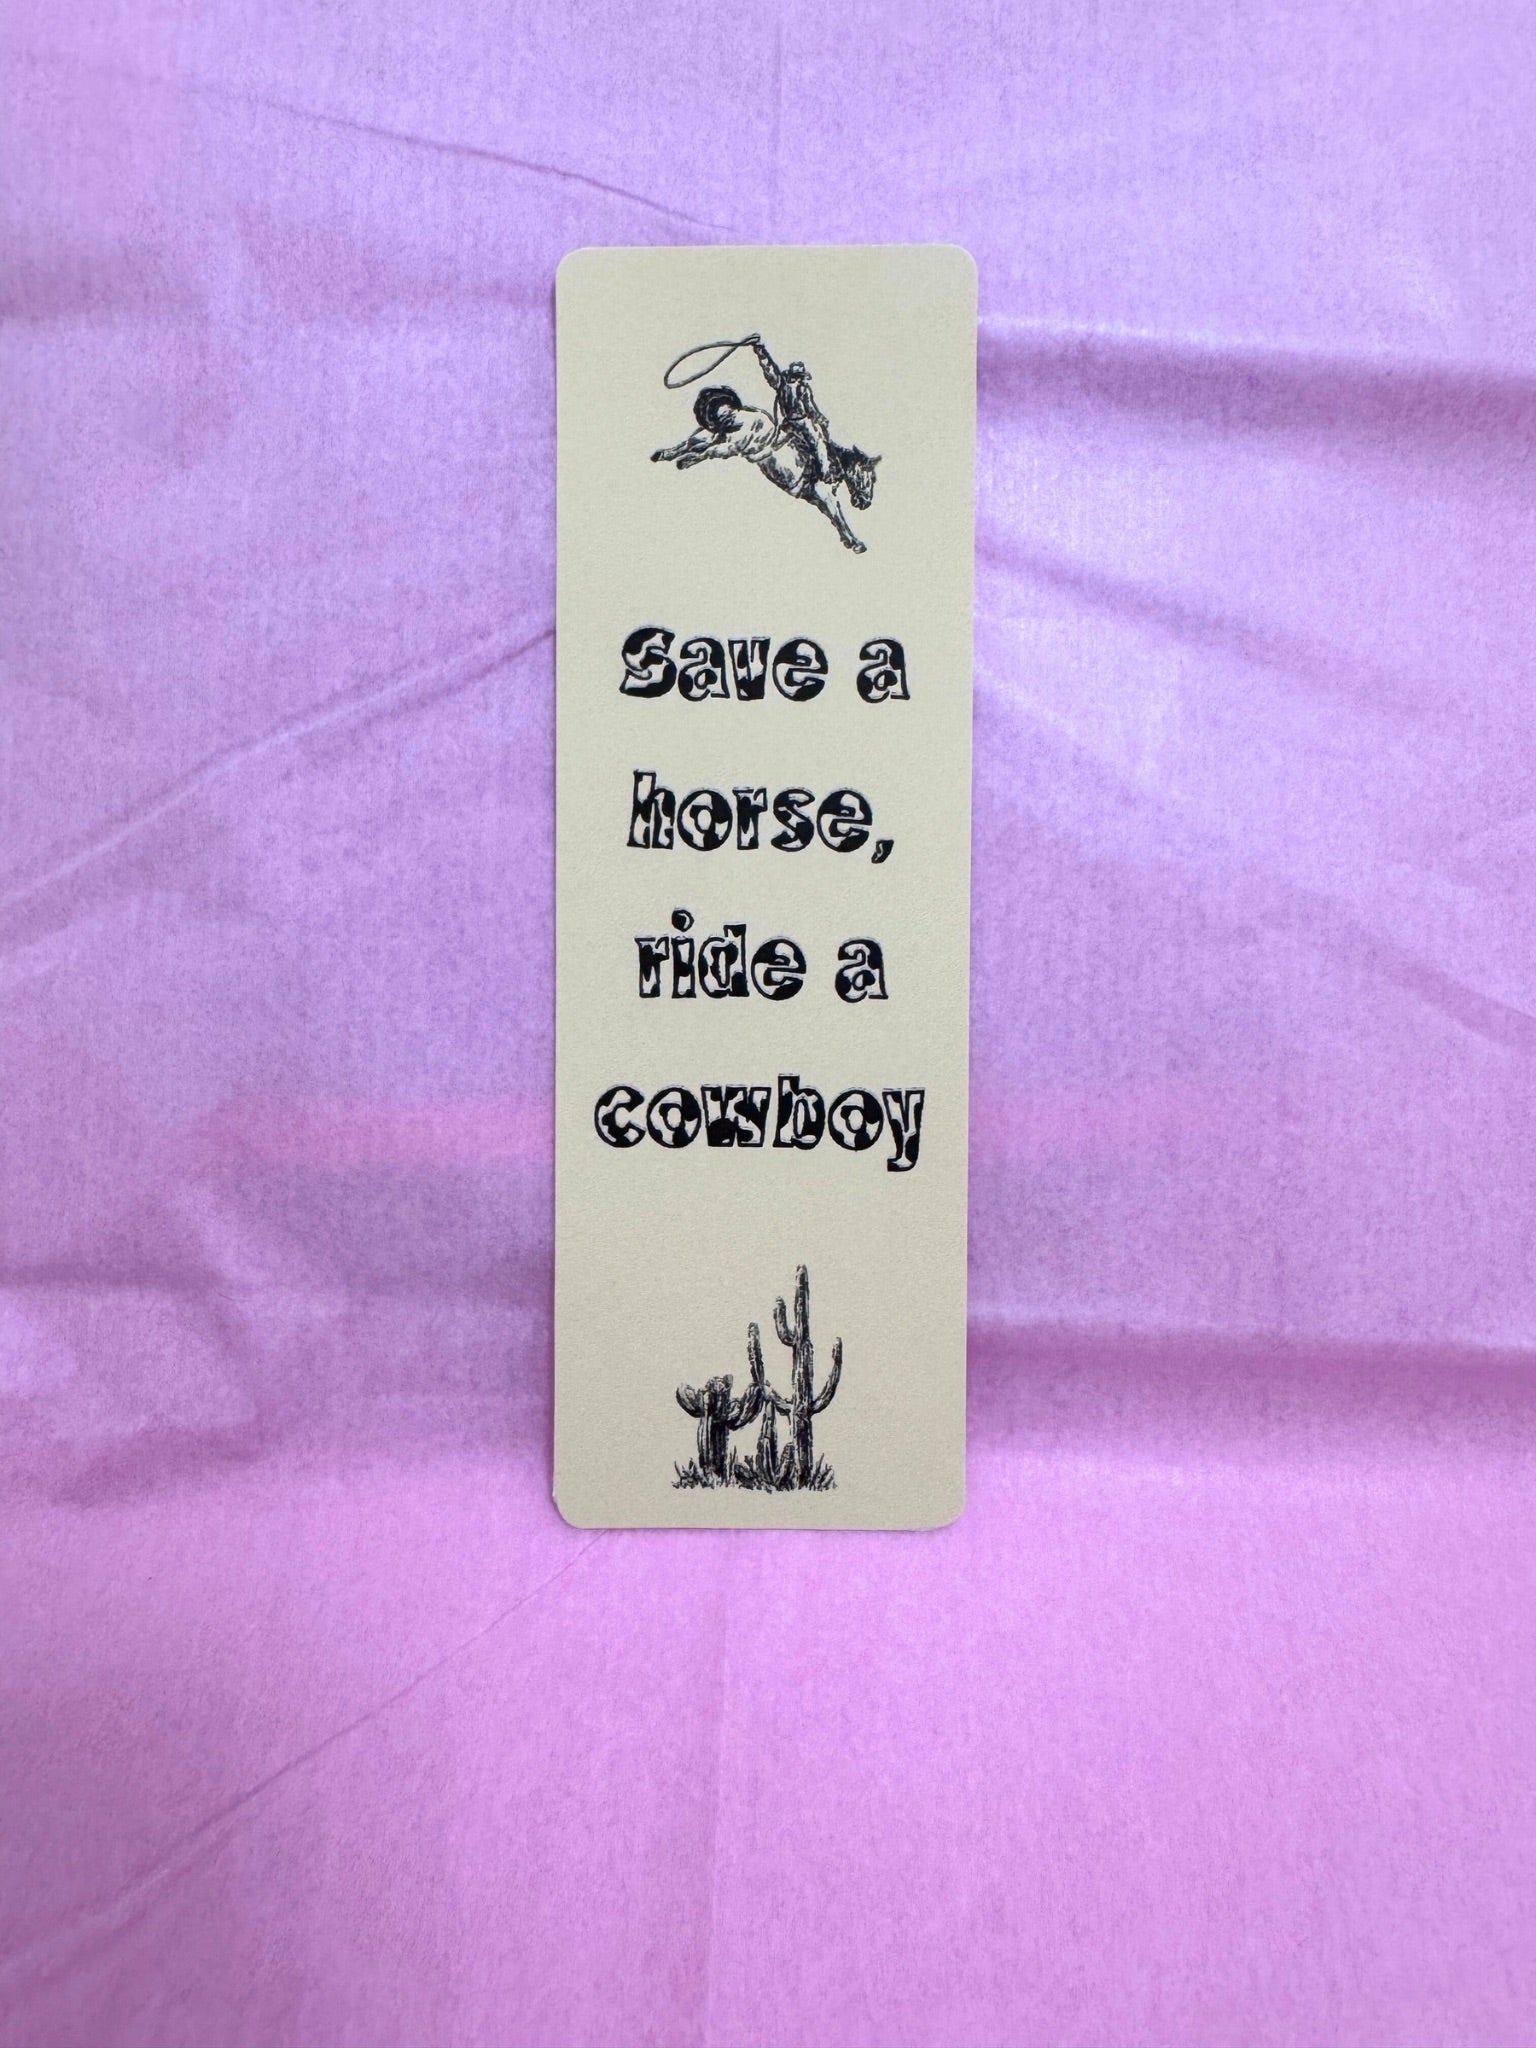 Save a
horse,
ride a
cowboy